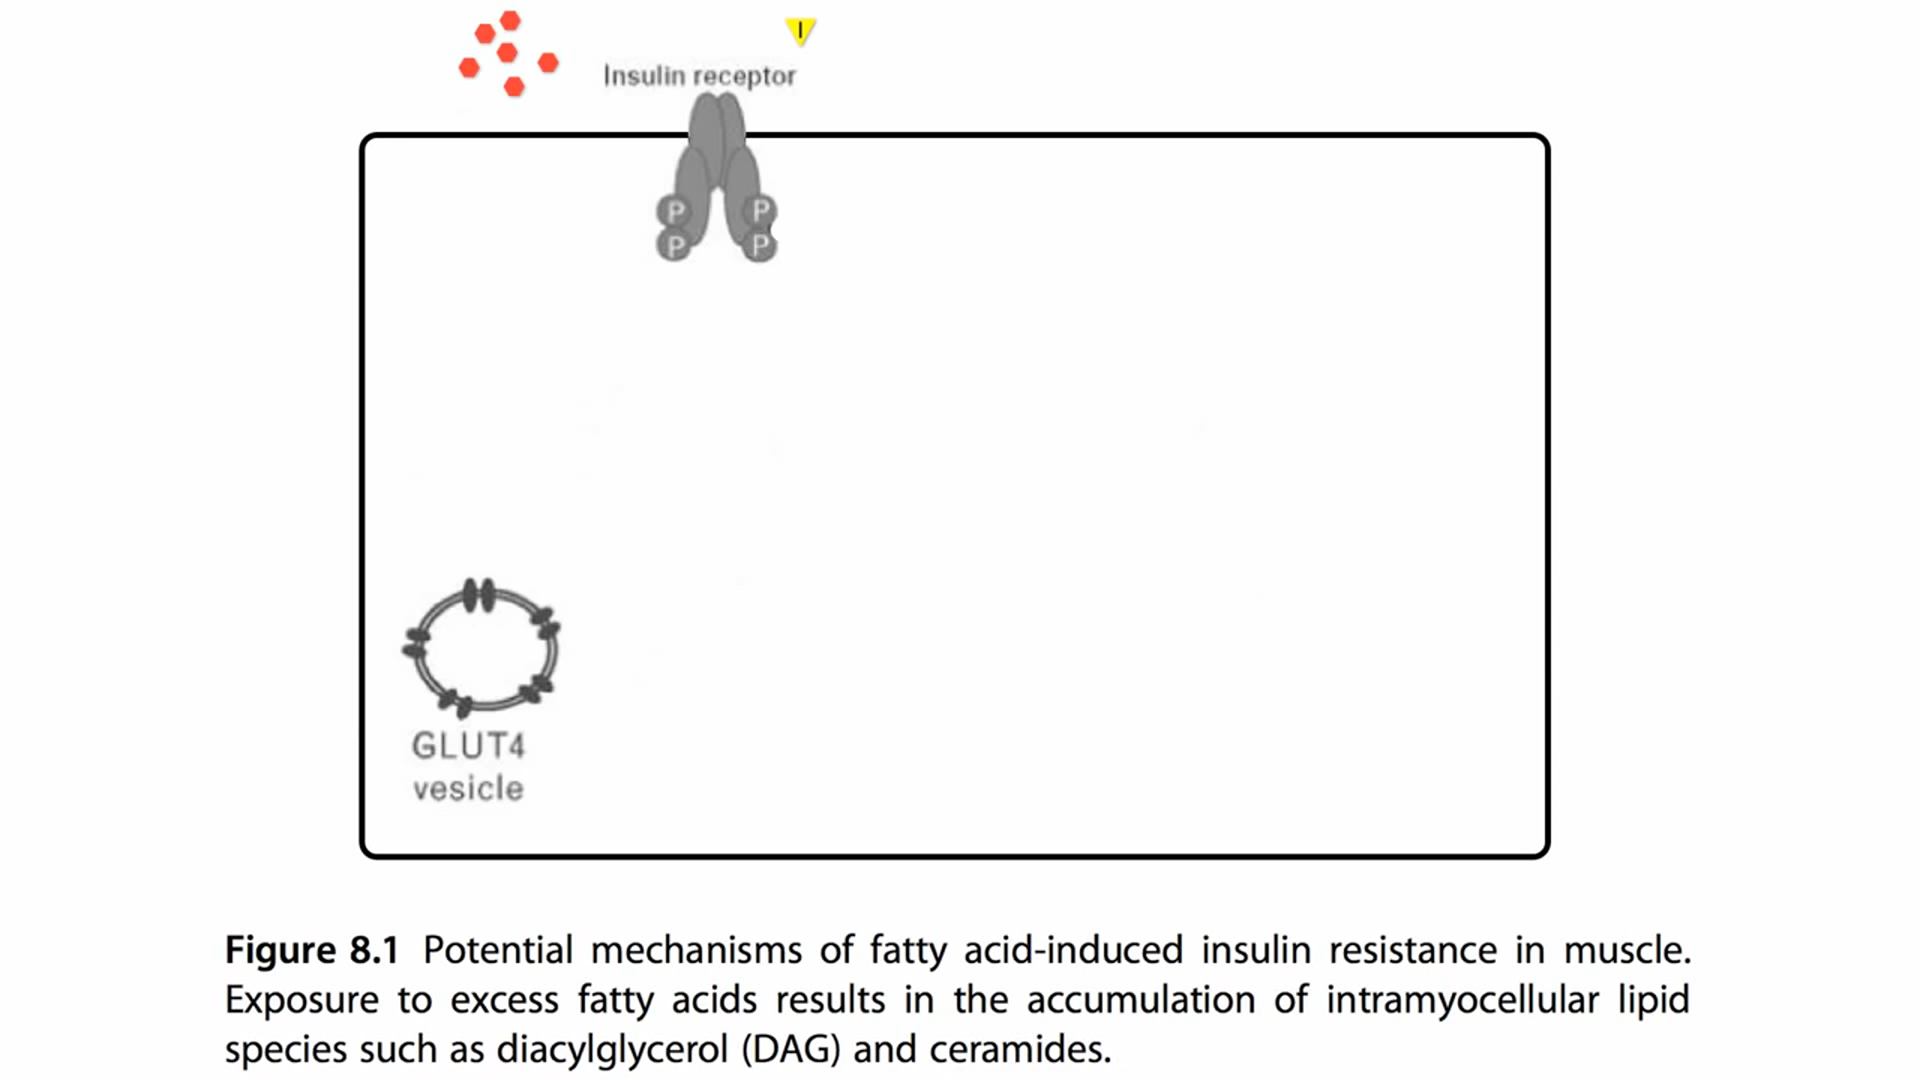 I
Insulin receptor
P P
P P
GLUT4
vesicle
Figure 8.1 Potential mechanisms of fatty acid-induced insulin resistance in muscle.
Exposure to excess fatty acids results in the accumulation of intramyocellular lipid
species such as diacylglycerol (DAG) and ceramides.